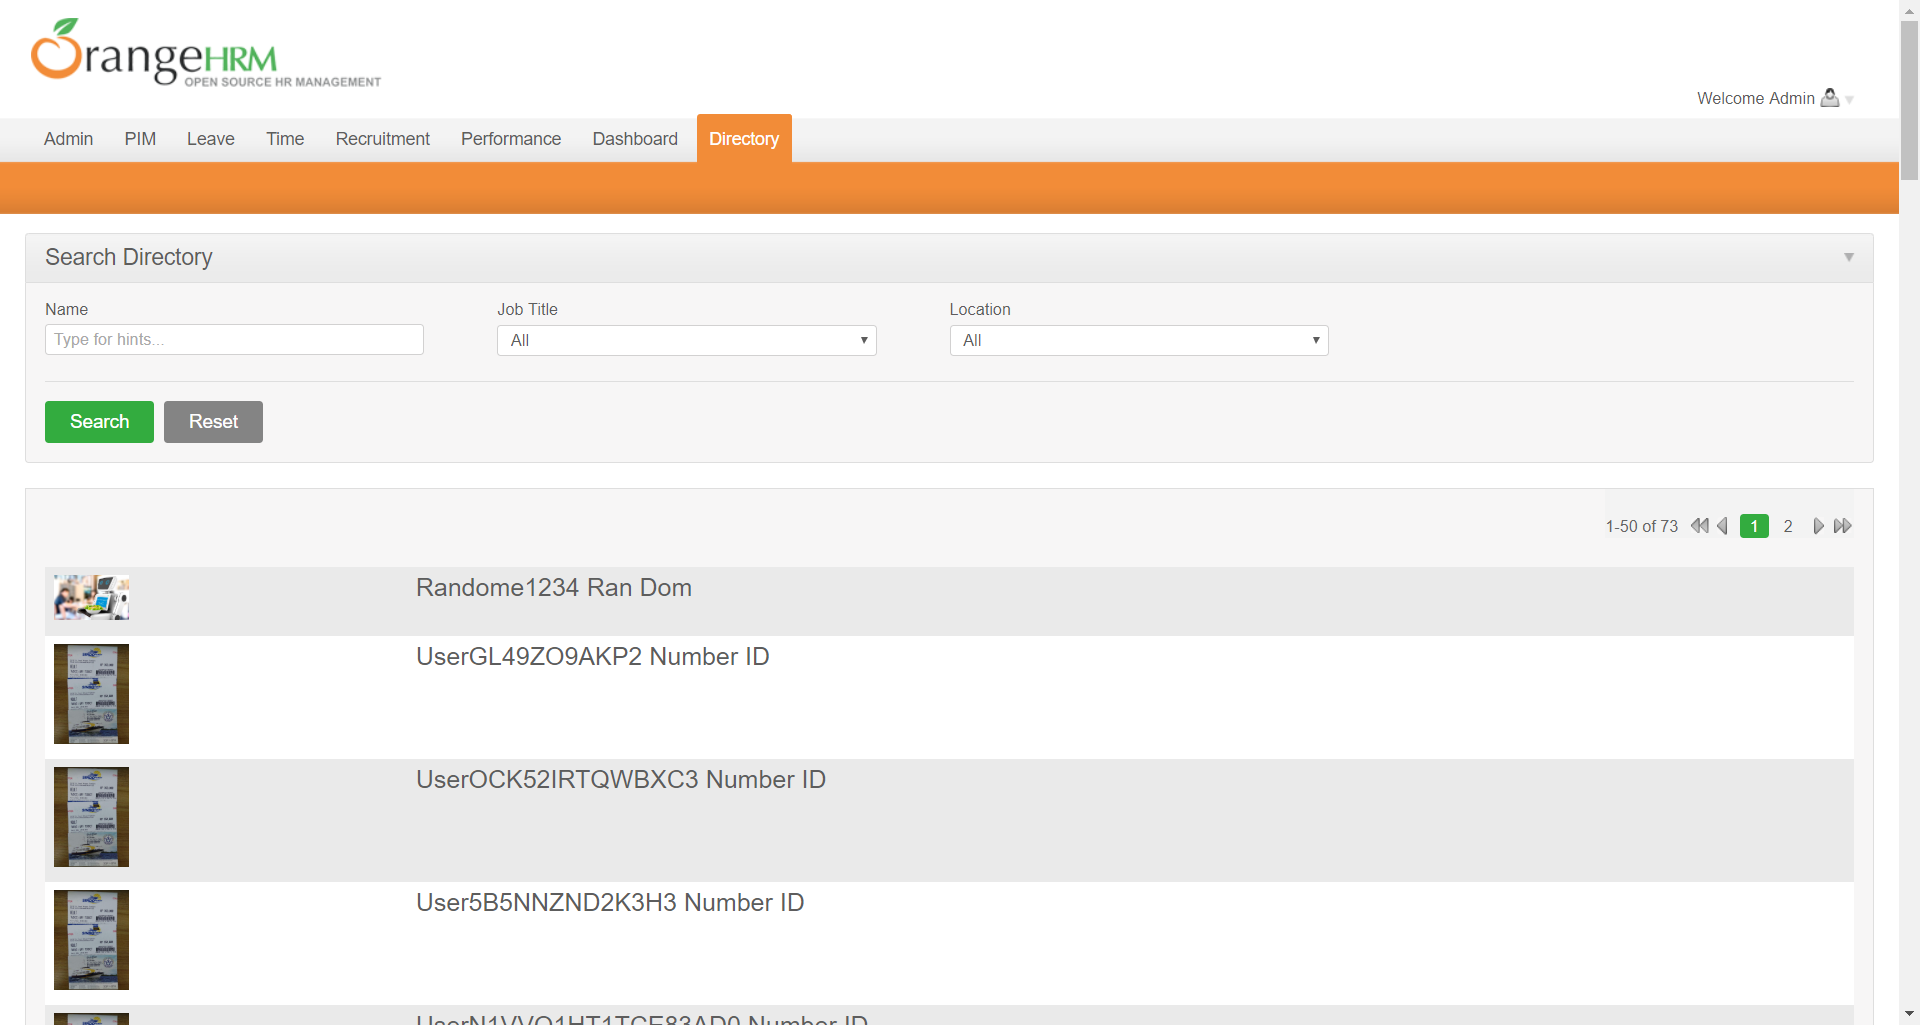 OrangeHRM
OPEN SOURCE HR MANAGEMENT
Welcome Admin
Admin PIM Leave Time Recruitment Performance Dashboard Directory
Search Directory
Name Job Title Location
Type for hints... All All
Search Reset
1-50 of 73 1 2
Randome1234 Ran Dom
UserGL49ZO9AKP2 Number ID
UserOCK52IRTQWBXC3 Number ID
User5B5NNZND2K3H3 Number ID
Number ID